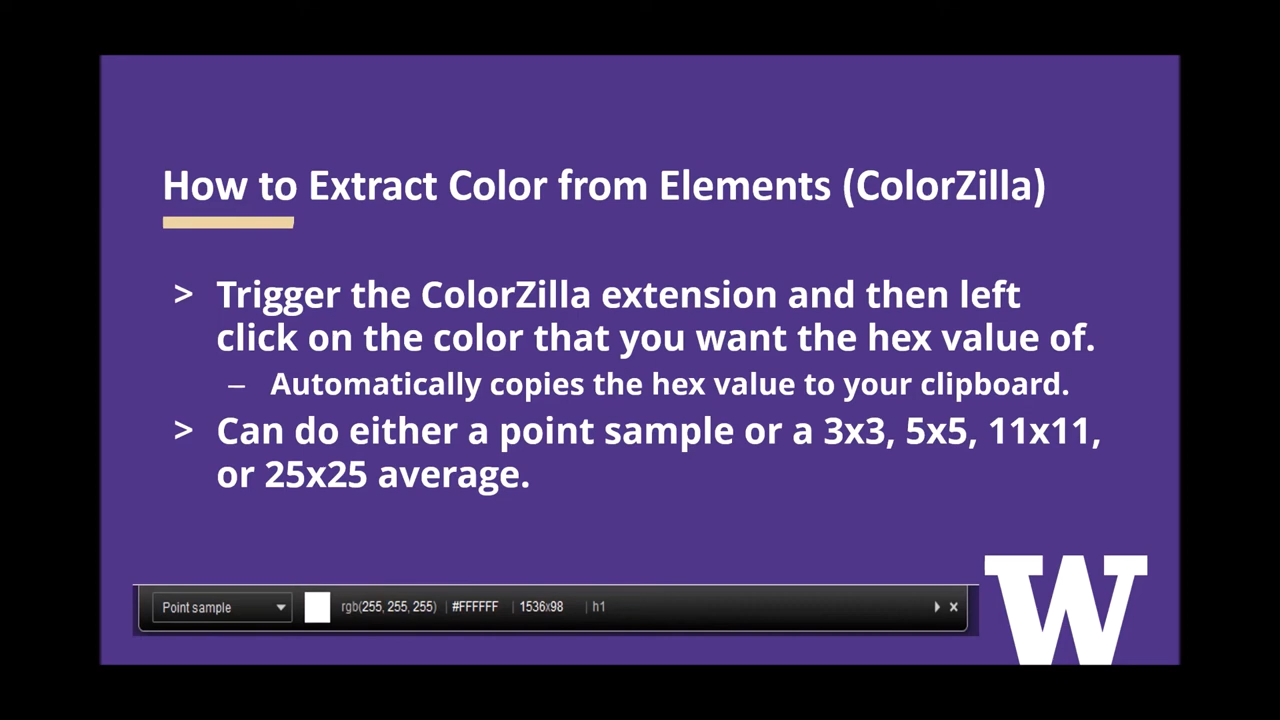 How to Extract Color from Elements (ColorZilla)
> Trigger the ColorZilla extension and then left
click on the color that you want the hex value of.
– Automatically copies the hex value to your clipboard.
> Can do either a point sample or a 3x3, 5x5, 11x11,
or 25x25 average.
Point sample rgb(255, 255, 255) | #FFFFFF | 1536x98 | h1
W